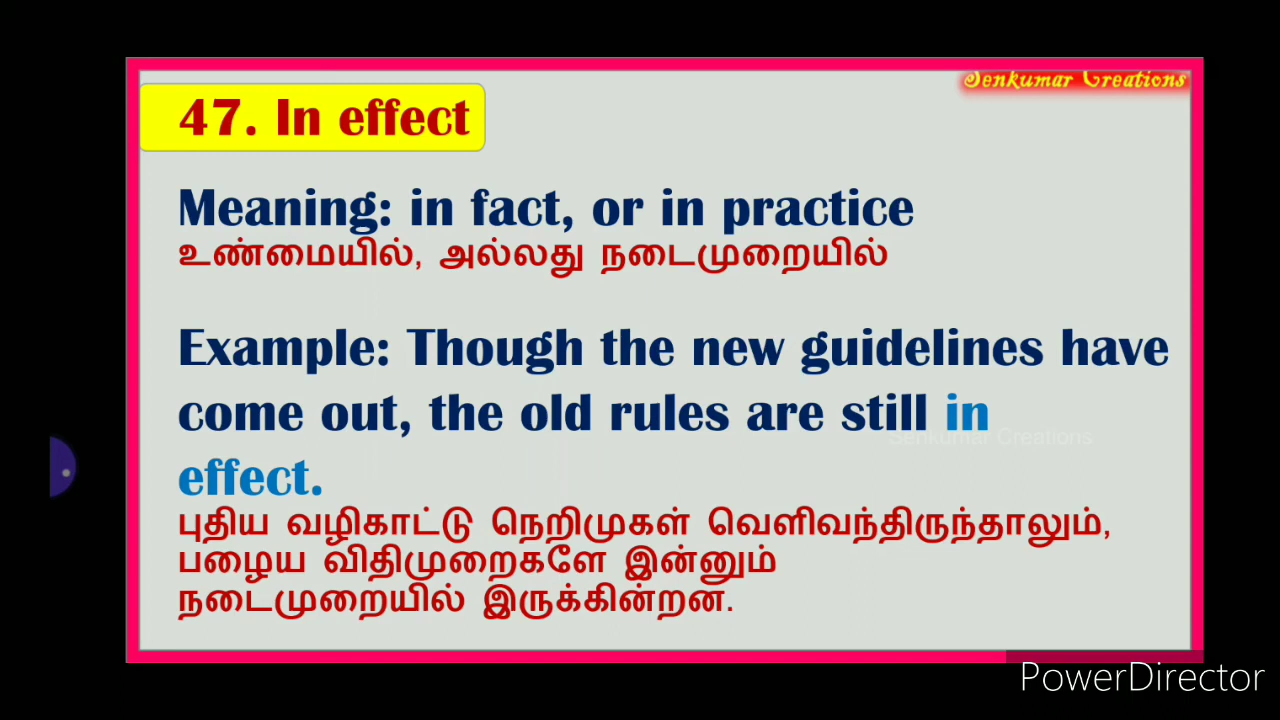 Senkumar Creations
47. In effect
Meaning: in fact, or in practice
உண்மையில், அல்லது நடைமுறையில்
Example: Though the new guidelines have
come out, the old rules are still in
Senkumar Creations
effect.
புதிய வழிகாட்டு நெறிமுகள் வெளிவந்திருந்தாலும்,
பழைய விதிமுறைகளே இன்னும்
நடைமுறையில் இருக்கின்றன.
PowerDirector